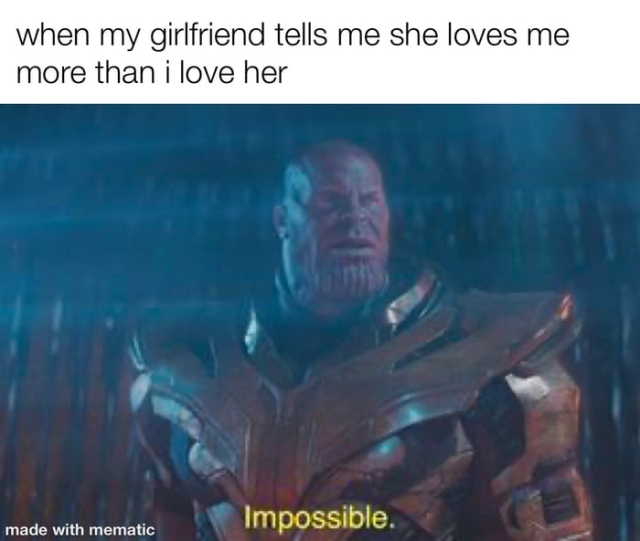 when my girlfriend tells me she loves me
more than i love her
Impossible.
made with mematic